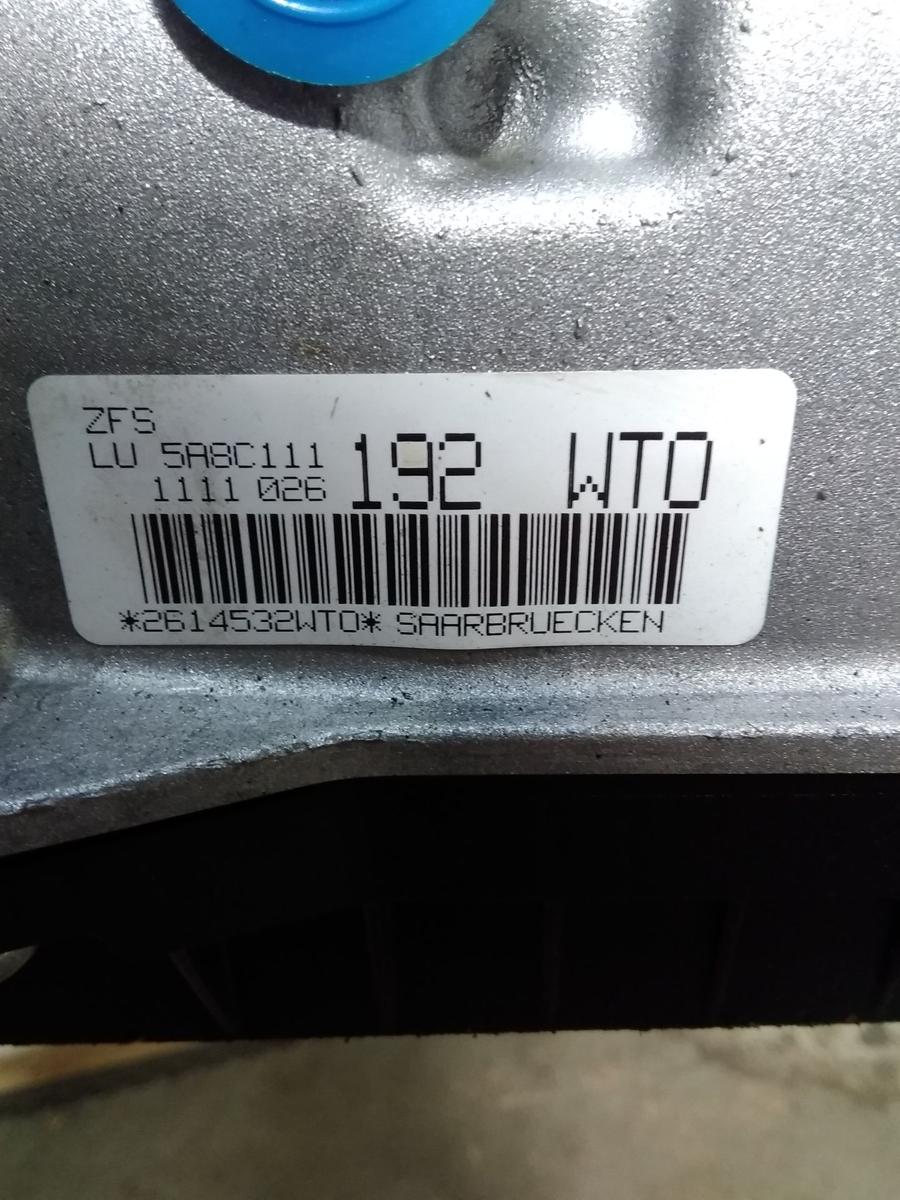 ZFS
LU 5A8C111
1111 026 192 WTO
*2614532WTO* SAARBRUECKEN